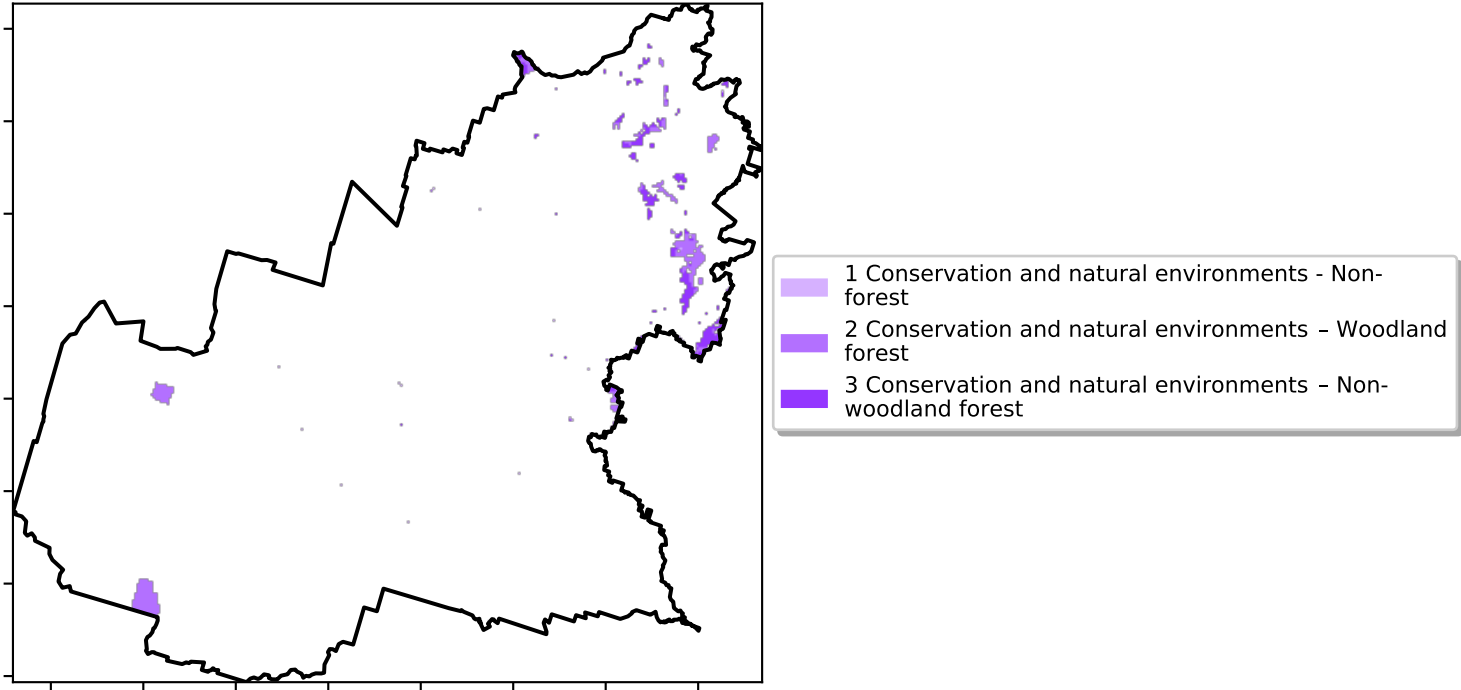 1 Conservation and natural environments - Non-
forest
2 Conservation and natural environments – Woodland
forest
3 Conservation and natural environments – Non-
woodland forest